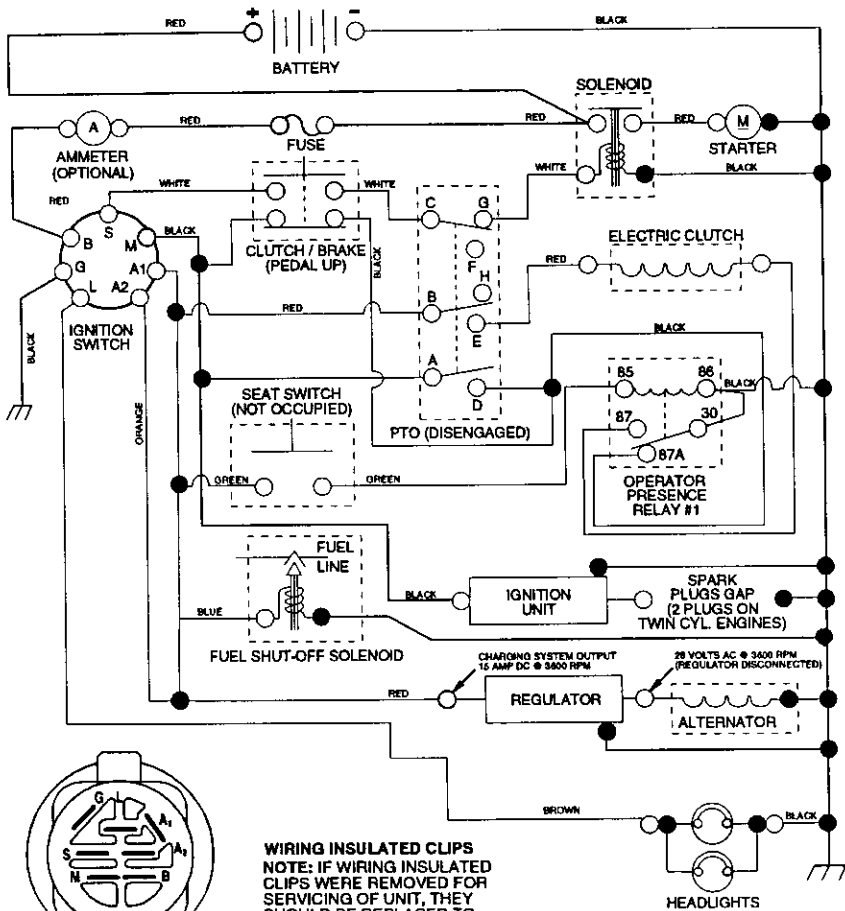 RED
+
-
BLACK
BATTERY
SOLENOID
A
RED
RED
RED
M
AMMETER
(OPTIONAL)
FUSE
STARTER
WHITE
BLACK
RED
WHITE
WHITE
S
B
M
BLACK
C
G
G
A1
CLUTCH / BRAKE
(PEDAL UP)
BLACK
F
ELECTRIC CLUTCH
L
A2
H
RED
IGNITION
SWITCH
RED
B
E
BLACK
BLACK
A
D
85
86
BLACK
SEAT SWITCH
(NOT OCCUPIED)
PTO (DISENGAGED)
87
30
87A
ORANGE
GREEN
GREEN
OPERATOR
PRESENCE
RELAY #1
FUEL
LINE
BLUE
BLACK
IGNITION
UNIT
SPARK
PLUGS GAP
(2 PLUGS ON
TWIN CYL. ENGINES)
FUEL SHUT-OFF SOLENOID
CHARGING SYSTEM OUTPUT
15 AMP DC @ 3600 RPM
28 VOLTS AC @ 3600 RPM
(REGULATOR DISCONNECTED)
RED
REGULATOR
ALTERNATOR
BROWN
BLACK
HEADLIGHTS
G
L
A1
S
A2
M
B
WIRING INSULATED CLIPS
NOTE: IF WIRING INSULATED
CLIPS WERE REMOVED FOR
SERVICING OF UNIT, THEY
SHOULD BE REPLACED TO